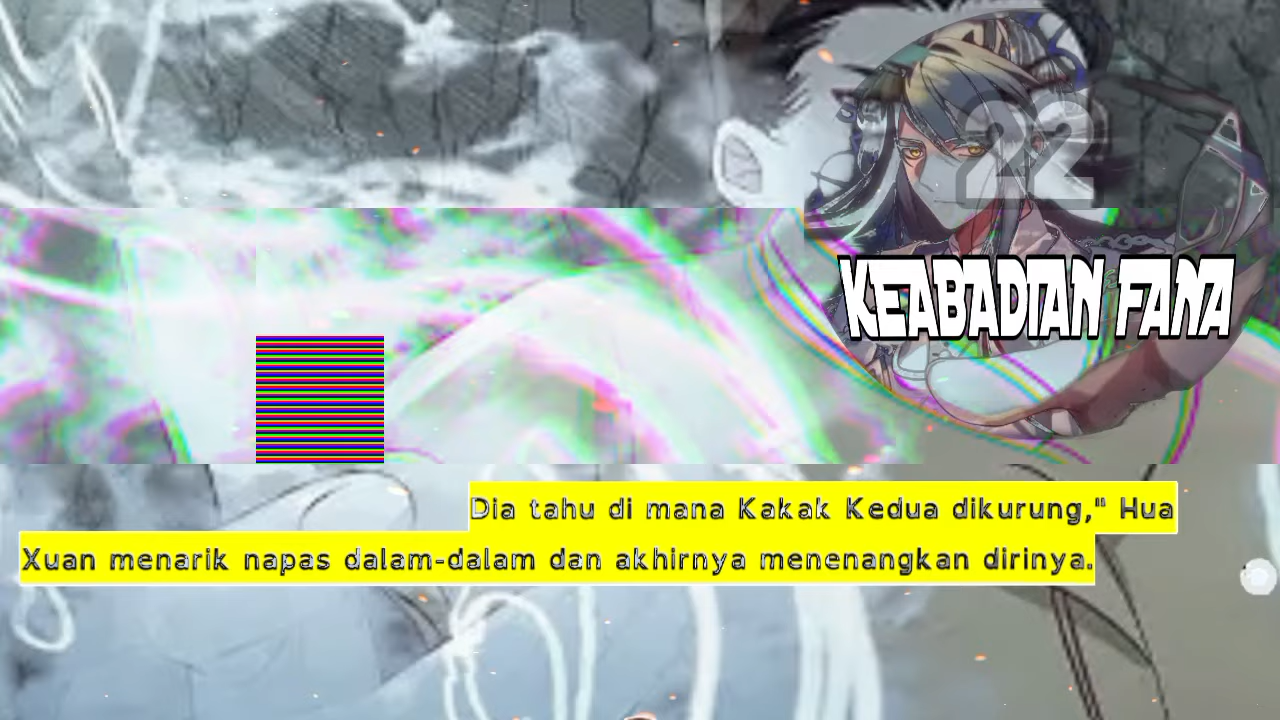 22
KEABADIAN FANA
Dia tahu di mana Kakak Kedua dikurung," Hua
Xuan menarik napas dalam-dalam dan akhirnya menenangkan dirinya.